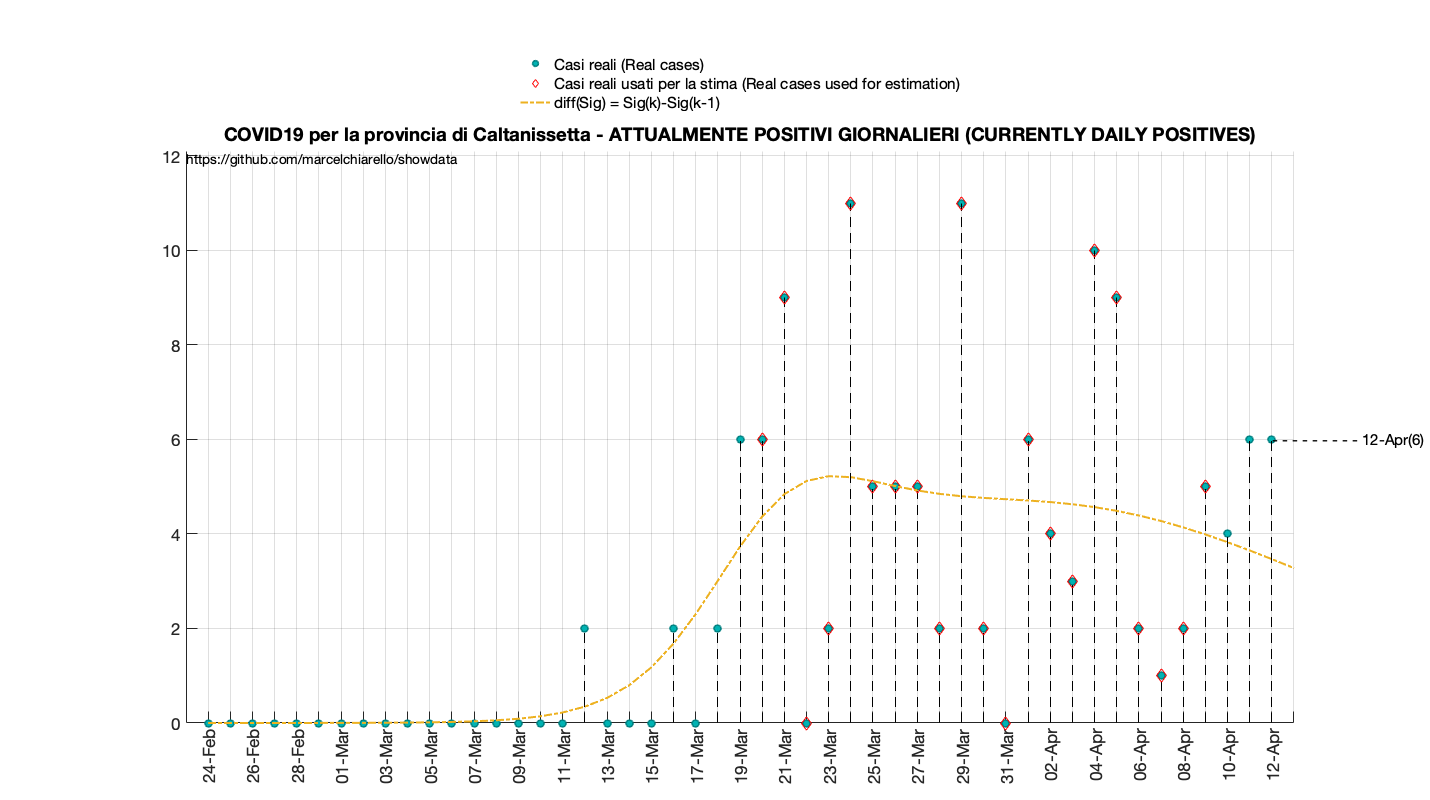 Casi reali (Real cases)
Casi reali usati per la stima (Real cases used for estimation)
diff(Sig) = Sig(k)-Sig(k-1)
COVID19 per la provincia di Caltanissetta - ATTUALMENTE POSITIVI GIORNALIERI (CURRENTLY DAILY POSITIVES)
https://github.com/marcelchiarello/showdata
12
10
8
6
4
2
0
12-Apr(6)
24-Feb
26-Feb
28-Feb
01-Mar
03-Mar
05-Mar
07-Mar
09-Mar
11-Mar
13-Mar
15-Mar
17-Mar
19-Mar
21-Mar
23-Mar
25-Mar
27-Mar
29-Mar
31-Mar
02-Apr
04-Apr
06-Apr
08-Apr
10-Apr
12-Apr